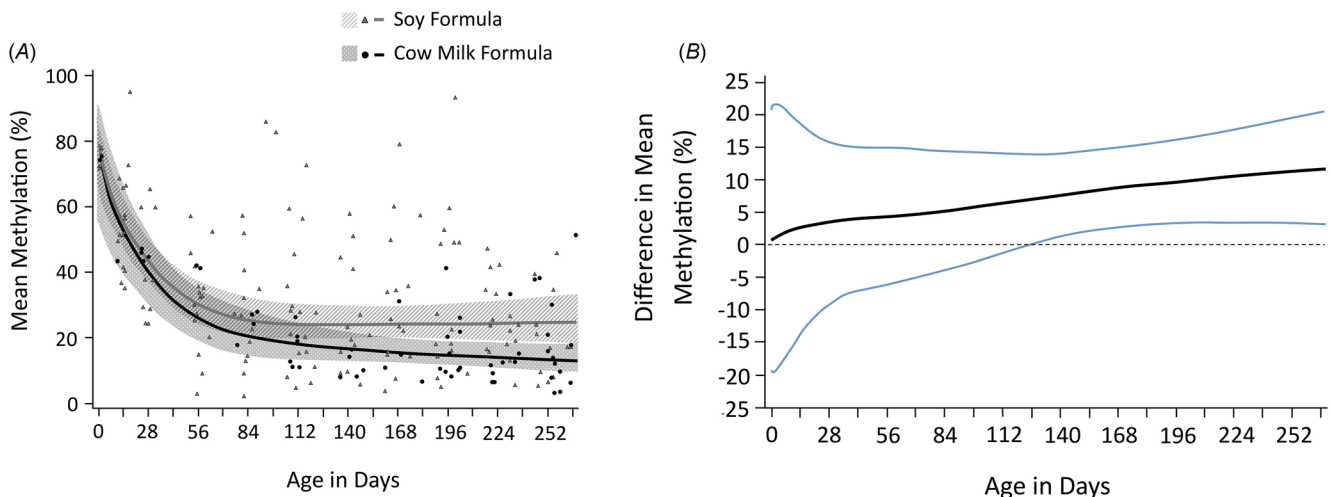 Soy Formula
Cow Milk Formula
(A)
100
80
60
40
20
0
Mean Methylation (%)
0 28 56 84 112 140 168 196 224 252
Age in Days
(B)
25
20
15
10
5
0
-5
-10
-15
-20
-25
Difference in Mean
Methylation (%)
0 28 56 84 112 140 168 196 224 252
Age in Days